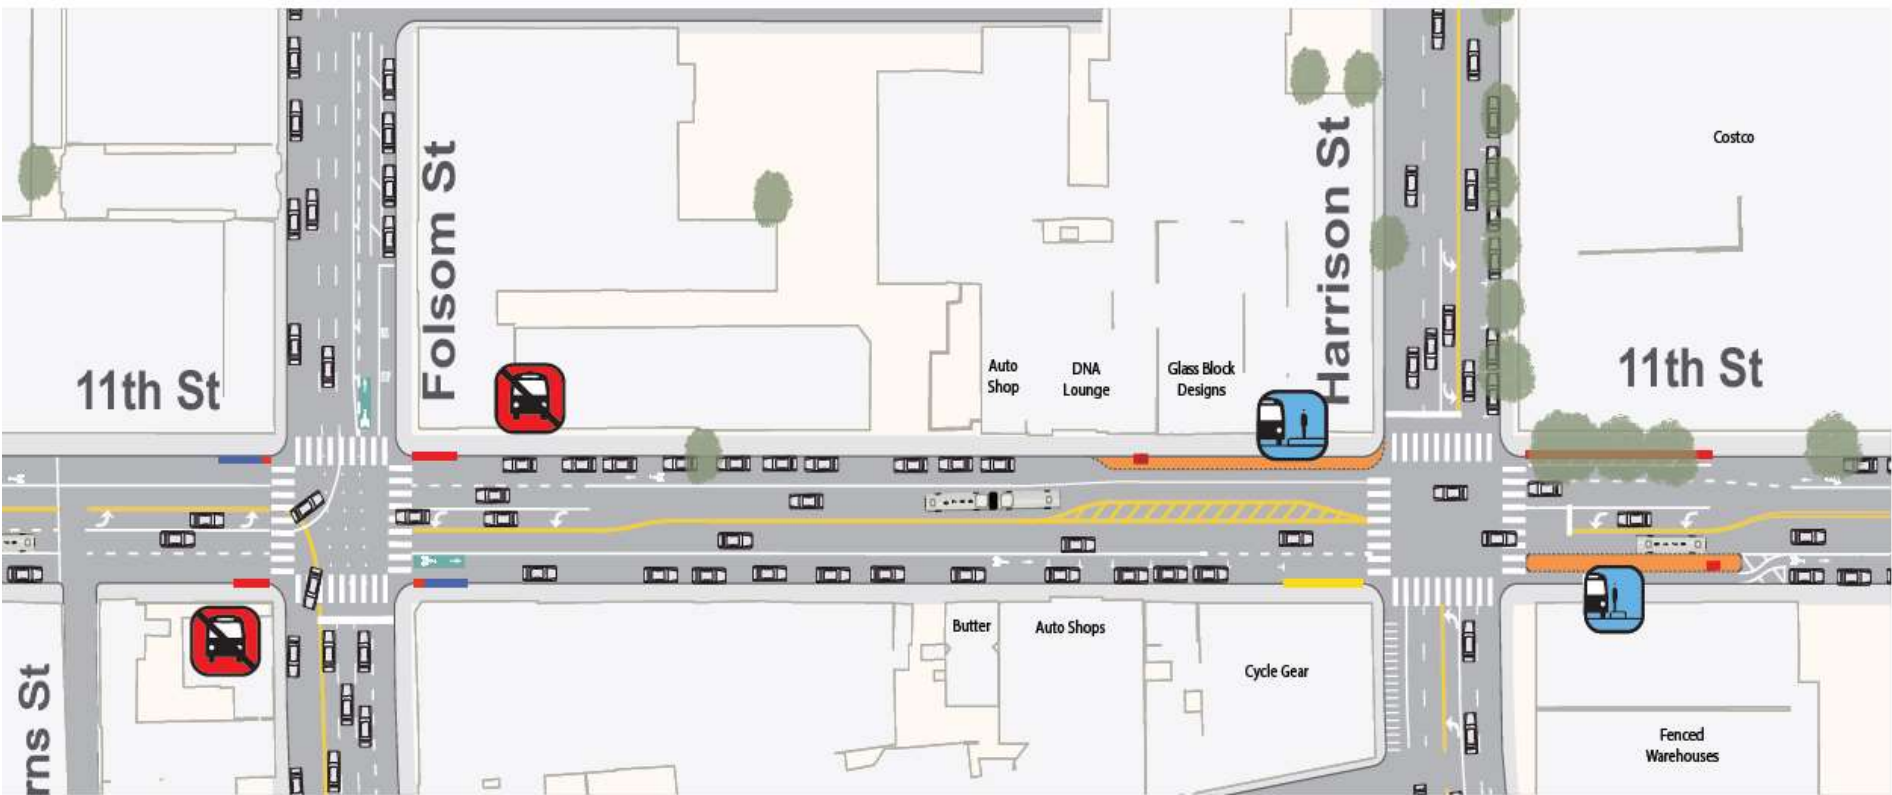 11th St
Folsom St
Harrison St
11th St
Costco
Auto
Shop
DNA
Lounge
Glass Block
Designs
rns St
Butter
Auto Shops
Cycle Gear
Fenced
Warehouses